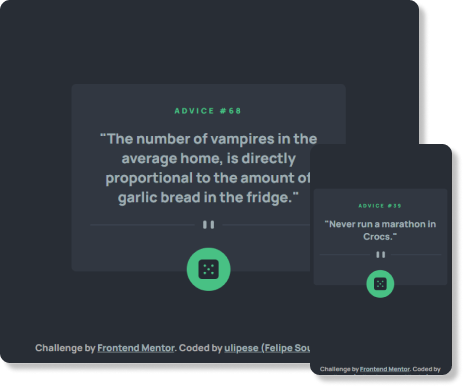 ADVICE #68
"The number of vampires in the
average home, is directly
proportional to the amount of
garlic bread in the fridge."
Challenge by Frontend Mentor. Coded by ulipese (Felipe Sou
ADVICE #39
"Never run a marathon in
Crocs."
Challenge by Frontend Mentor. Coded by